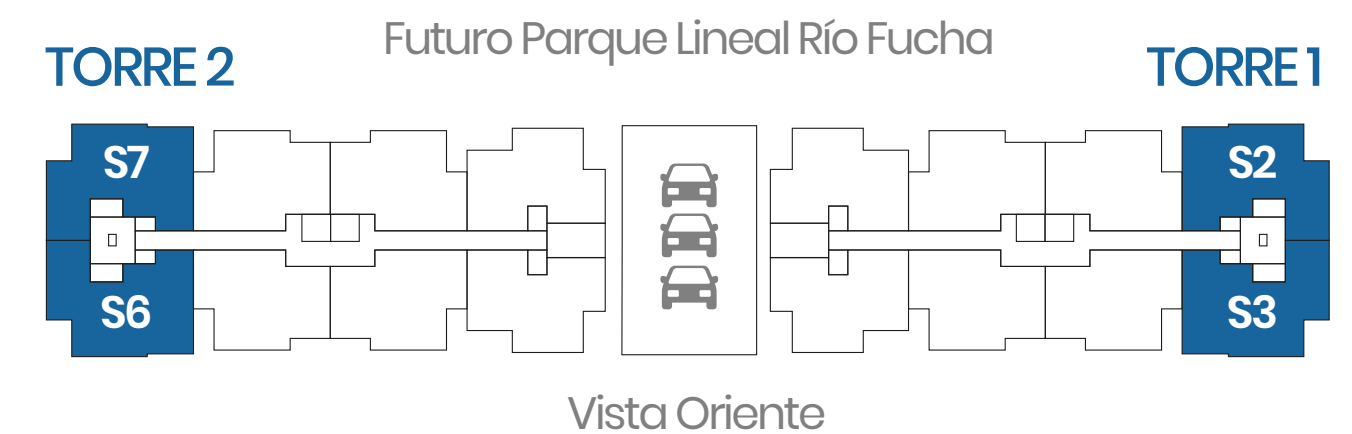 Futuro Parque Lineal Río Fucha
TORRE 2
TORRE 1
S7
S2
S6
S3
Vista Oriente